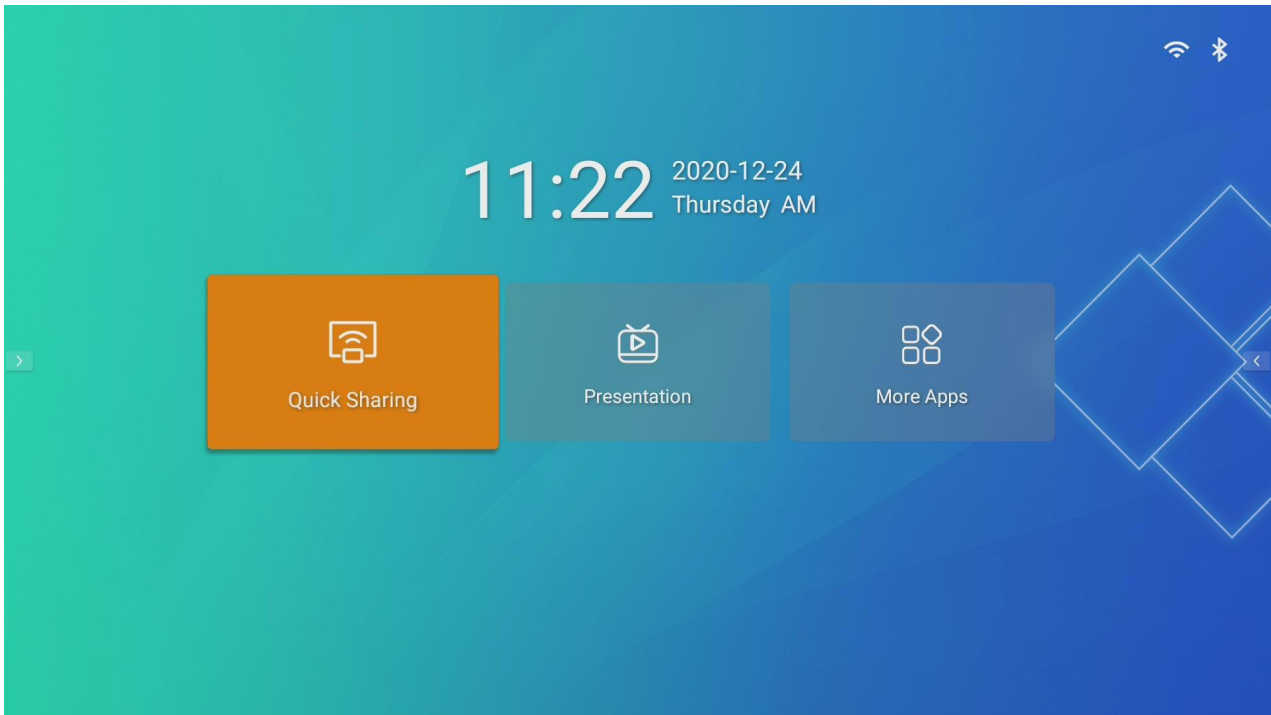 11:22
2020-12-24
Thursday AM
Quick Sharing
Presentation
More Apps